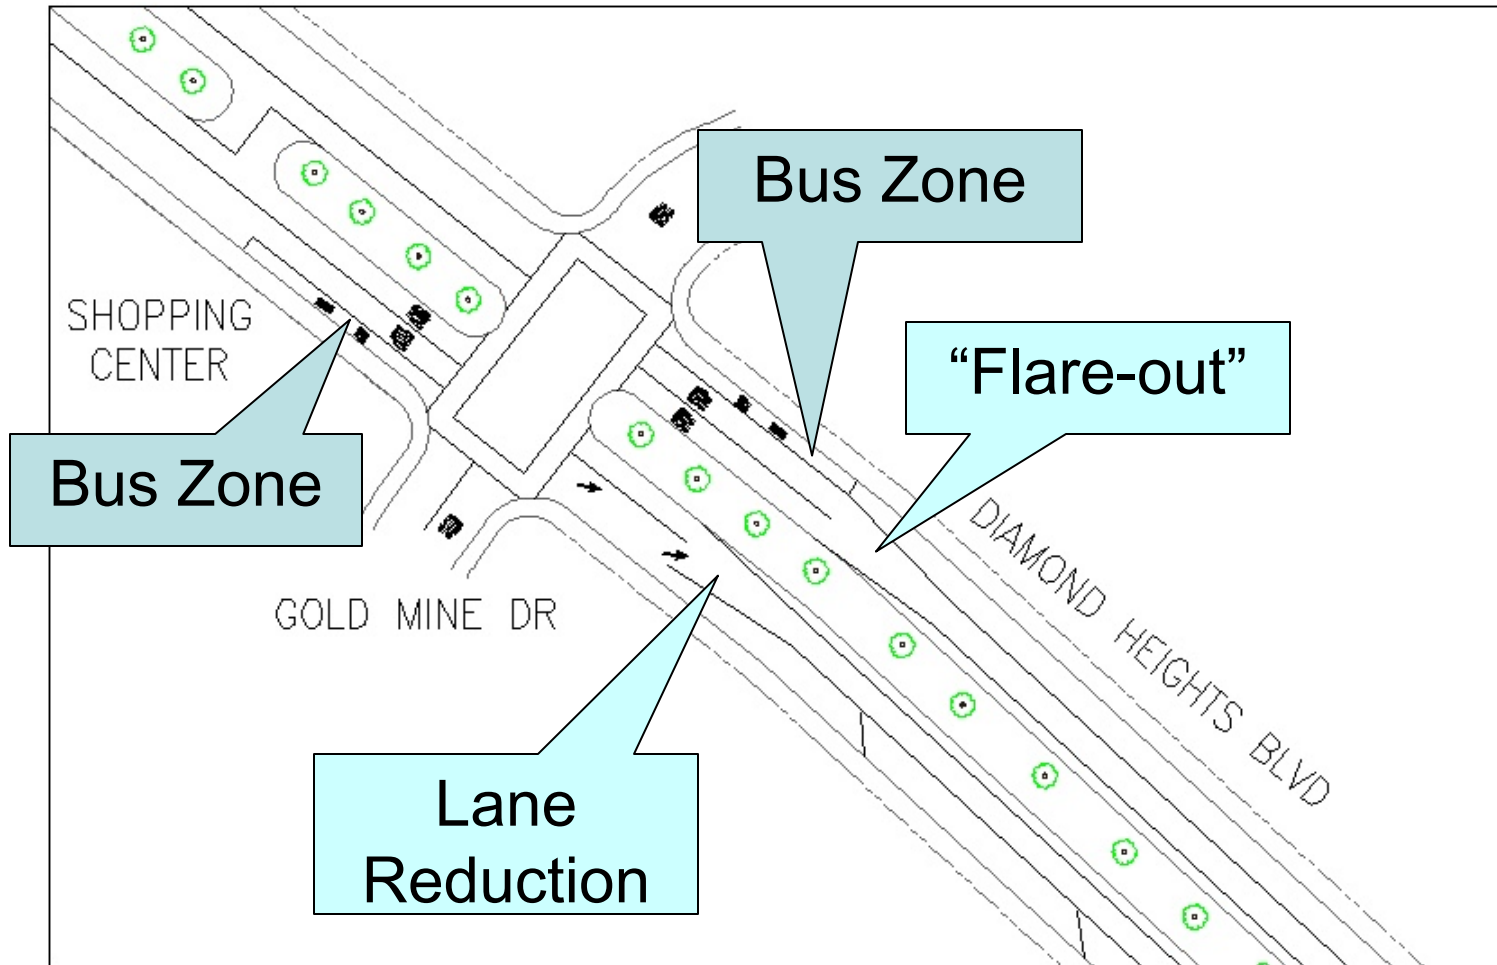 Bus Zone
“Flare-out”
SHOPPING
CENTER
Bus Zone
DIAMOND HEIGHTS BLVD
GOLD MINE DR
Lane
Reduction